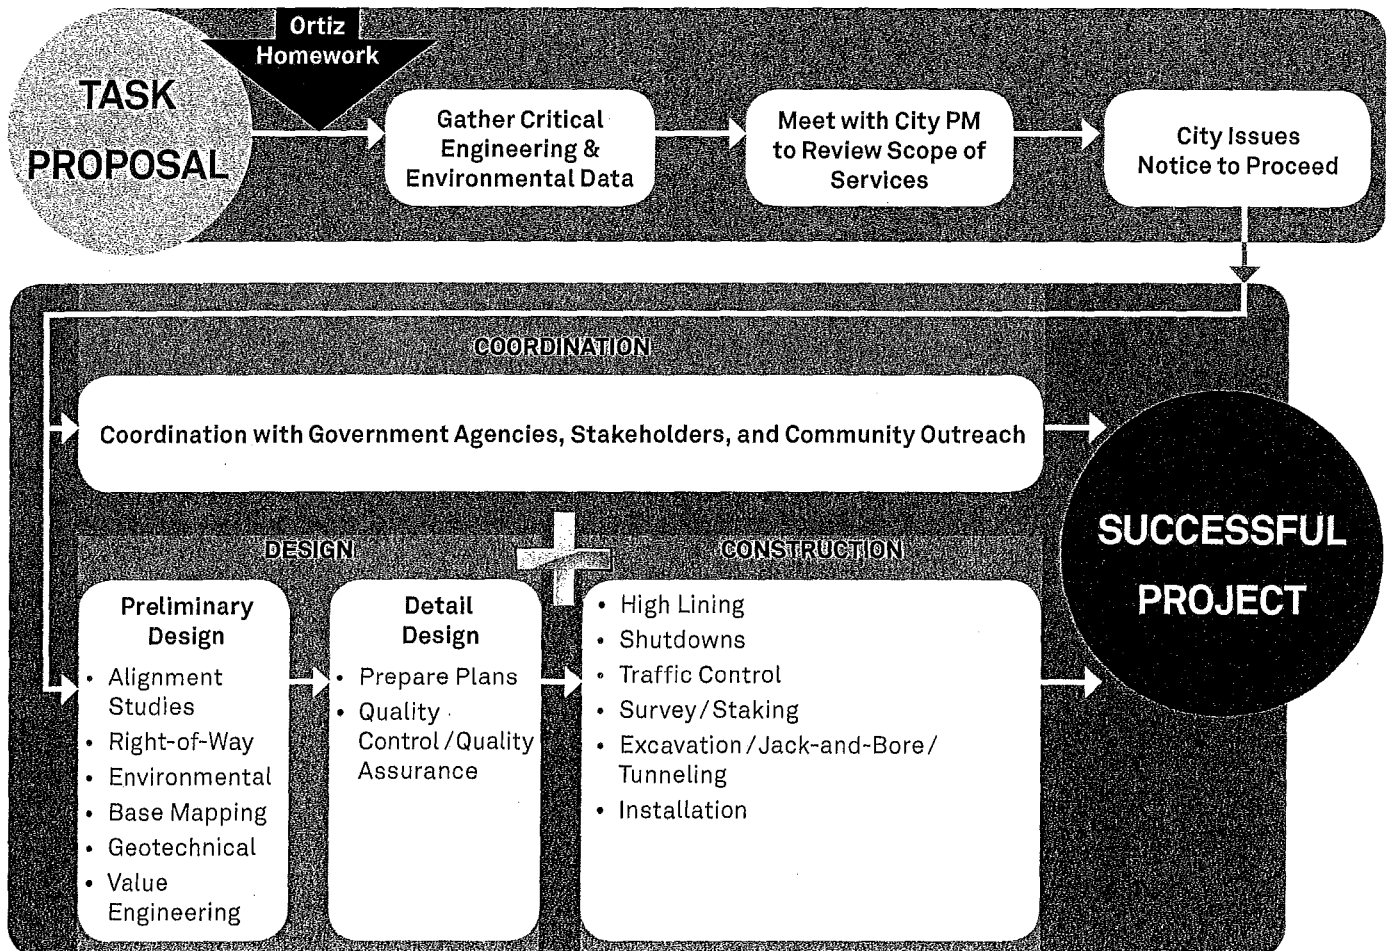 Ortiz
Homework
TASK
PROPOSAL
Gather Critical
Engineering &
Environmental Data
Meet with City PM
to Review Scope of
Services
City Issues
Notice to Proceed
COORDINATION
Coordination with Government Agencies, Stakeholders, and Community Outreach
SUCCESSFUL
PROJECT
DESIGN
Preliminary
Design
• Alignment
Studies
• Right-of-Way
• Environmental
• Base Mapping
• Geotechnical
• Value
Engineering
Detail
Design
• Prepare Plans
• Quality
Control/Quality
Assurance
CONSTRUCTION
• High Lining
• Shutdowns
• Traffic Control
• Survey/Staking
• Excavation/Jack-and-Bore/
Tunneling
• Installation